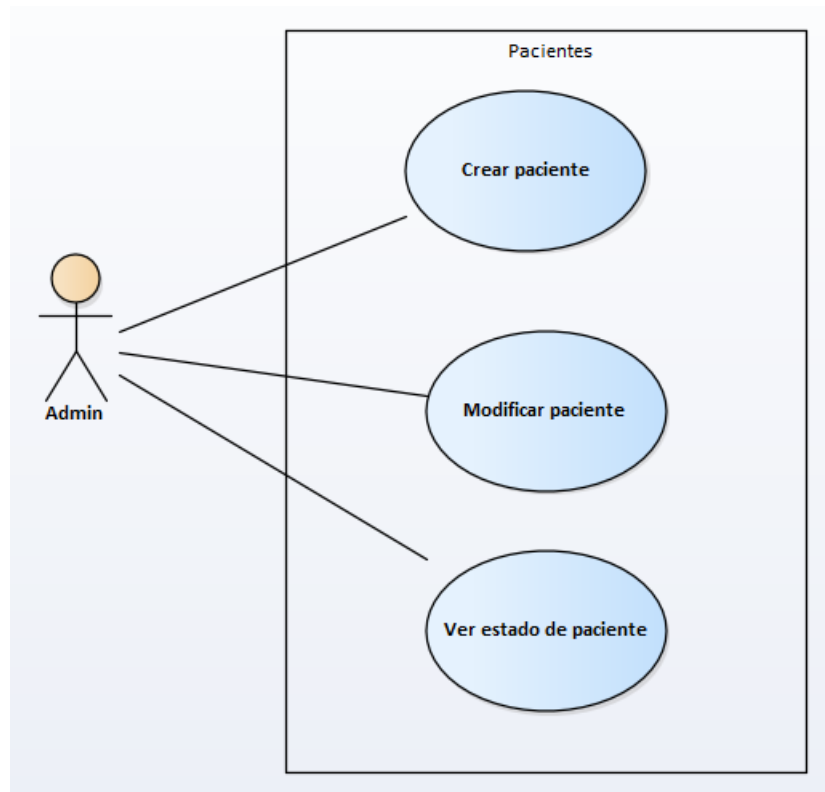 Pacientes
Crear paciente
Admin
Modificar paciente
Ver estado de paciente